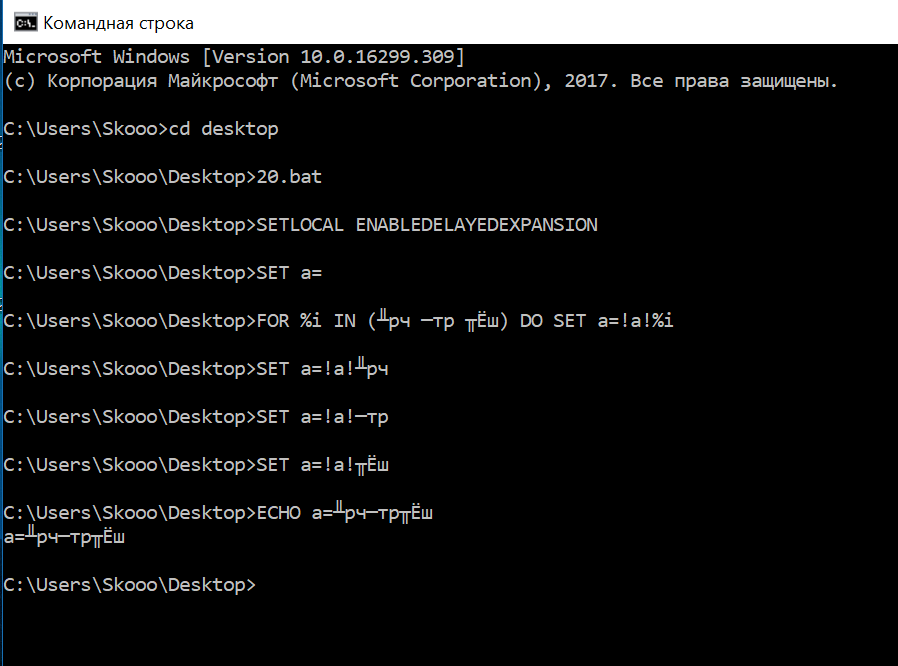 Командная строка
Microsoft Windows [Version 10.0.16299.309]
(c) Корпорация Майкрософт (Microsoft Corporation), 2017. Все права защищены.
C:\Users\Skooo>cd desktop
C:\Users\Skooo\Desktop>20.bat
C:\Users\Skooo\Desktop>SETLOCAL ENABLEDELAYEDEXPANSION
C:\Users\Skooo\Desktop>SET a=
C:\Users\Skooo\Desktop>FOR %i IN (╨рч ─тр ╥Ёш) DO SET a=!a!%i
C:\Users\Skooo\Desktop>SET a=!a!╨рч
C:\Users\Skooo\Desktop>SET a=!a!─тр
C:\Users\Skooo\Desktop>SET a=!a!╥Ёш
C:\Users\Skooo\Desktop>ECHO a=╨рч─тр╥Ёш
a=╨рч─тр╥Ёш
C:\Users\Skooo\Desktop>